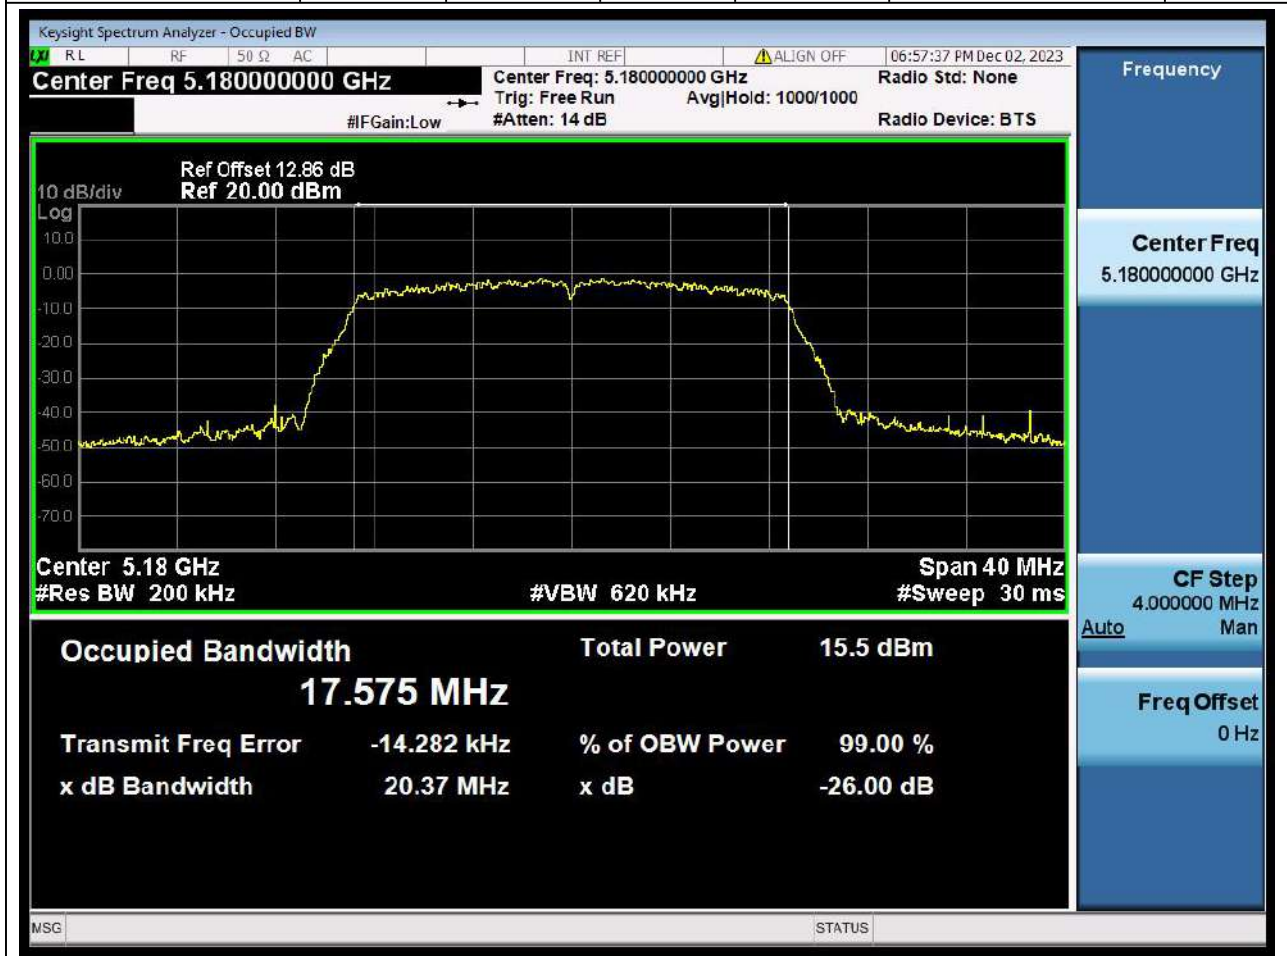 Keysight Spectrum Analyzer - Occupied BW
LXI RL RF 50 Ω AC INT REF ALIGN OFF 06:57:37 PM Dec 02, 2023
Center Freq 5.180000000 GHz
Center Freq: 5.180000000 GHz
Radio Std: None
Trig: Free Run Avg|Hold: 1000/1000
#IFGain:Low #Atten: 14 dB Radio Device: BTS
Ref Offset 12.86 dB
10 dB/div Ref 20.00 dBm
Log
10.0
0.00
-10.0
-20.0
-30.0
-40.0
-50.0
-60.0
-70.0
Center 5.18 GHz Span 40 MHz
#Res BW 200 kHz #VBW 620 kHz #Sweep 30 ms
Occupied Bandwidth Total Power 15.5 dBm
17.575 MHz
Transmit Freq Error -14.282 kHz % of OBW Power 99.00 %
x dB Bandwidth 20.37 MHz x dB -26.00 dB
MSG STATUS
Frequency
Center Freq
5.180000000 GHz
CF Step
4.000000 MHz
Auto Man
Freq Offset
0 Hz